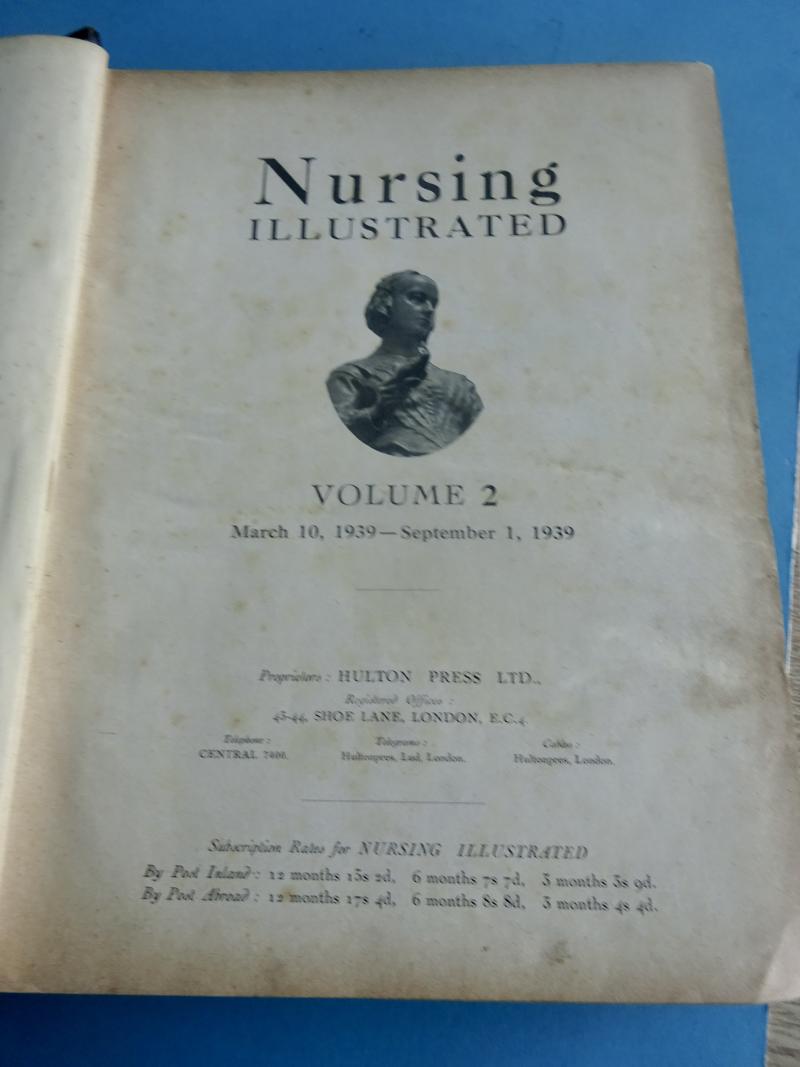 Nursing
ILLUSTRATED
VOLUME 2
March 10, 1939—September 1, 1939
Proprietors: HULTON PRESS LTD.,
Registered Offices:
43-44, SHOE LANE, LONDON, E.C.4.
Telephone: Telegrams: Cables:
CENTRAL 7400. Hultonpres, Lud, London. Hultonpres, London.
Subscription Rates for NURSING ILLUSTRATED
By Post Inland: 12 months 15s 2d, 6 months 7s 7d, 3 months 3s 9d.
By Post Abroad: 12 months 17s 4d, 6 months 8s 8d, 3 months 4s 4d.